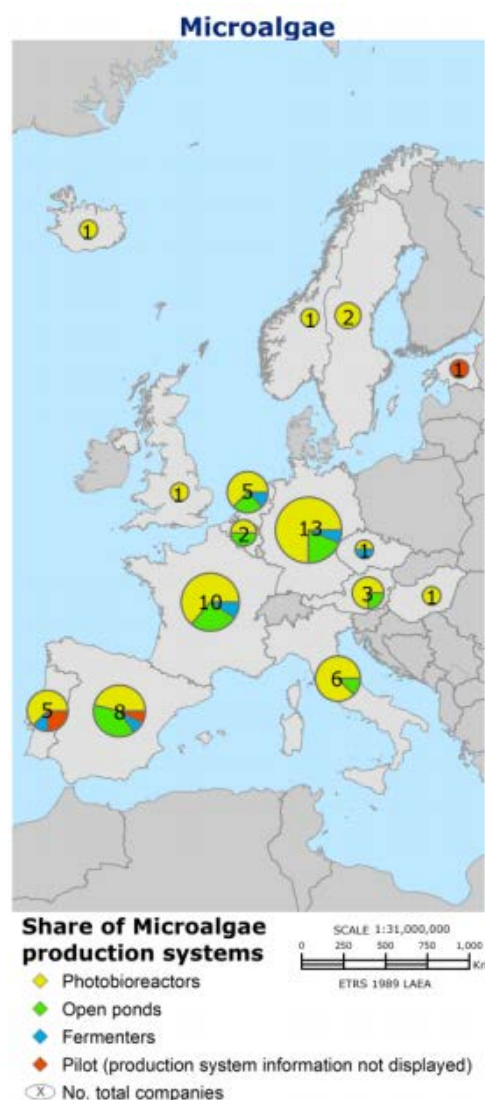 Microalgae
1
1
2
1
1
5
2
13
1
10
3
1
6
5
8
Share of Microalgae
production systems
Photobioreactors
Open ponds
Fermenters
Pilot (production system information not displayed)
X No. total companies
SCALE 1:31,000,000
0 250 500 750 1,000
Km
ETRS 1989 LAEA